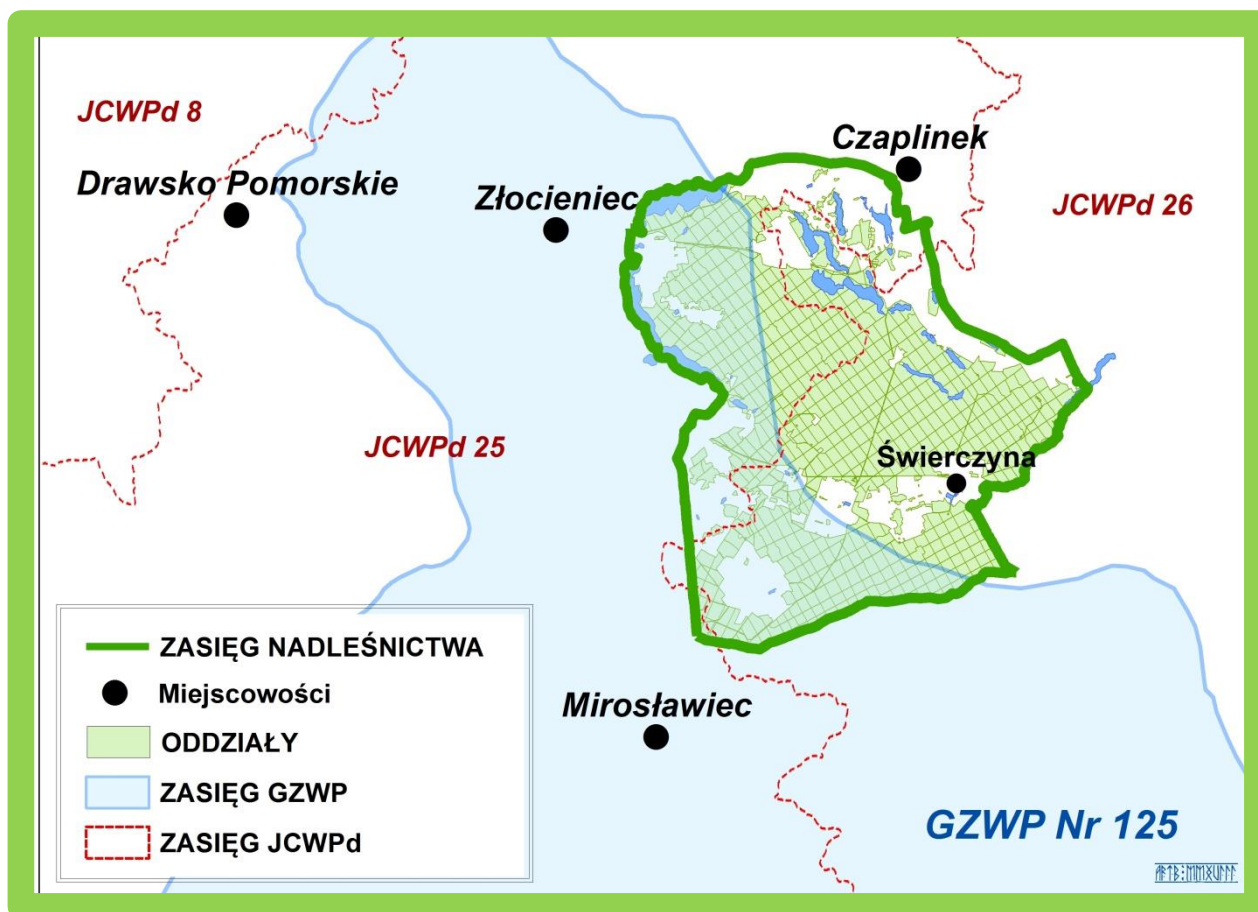 JCWPd 8
Czaplinek
Drawsko Pomorskie
Złocieniec
JCWPd 26
JCWPd 25
Świerczyna
ZASIĘG NADLEŚNICTWA
Miejscowości
ODDZIAŁY
ZASIĘG GZWP
ZASIĘG JCWPd
Mirosławiec
GZWP Nr 125